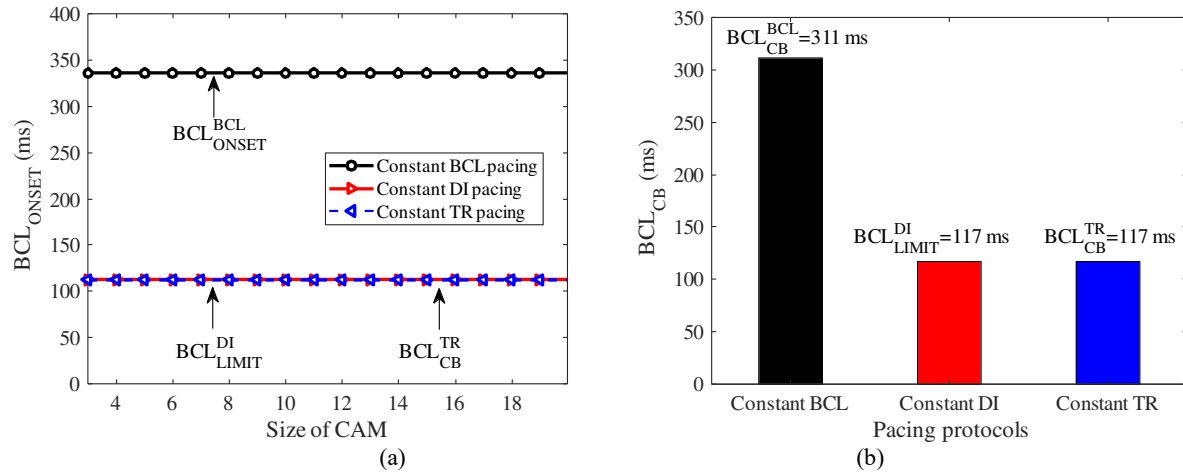 400
350
300
250
200
150
100
50
0
BCL_ONSET (ms)
BCL^BCL_ONSET
Constant BCL pacing
Constant DI pacing
Constant TR pacing
BCL^DI_LIMIT
BCL^TR_CB
4 6 8 10 12 14 16 18
Size of CAM
(a)
350
300
250
200
150
100
50
0
BCL_CB (ms)
BCL^BCL_CB=311 ms
BCL^DI_LIMIT=117 ms
BCL^TR_CB=117 ms
Constant BCL Constant DI Constant TR
Pacing protocols
(b)